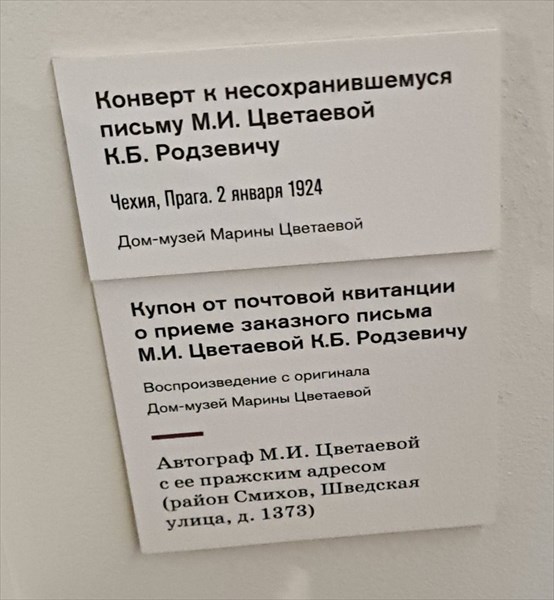 Конверт к несохранившемуся
письму М.И. Цветаевой
К.Б. Родзевичу
Чехия, Прага. 2 января 1924
Дом-музей Марины Цветаевой
Купон от почтовой квитанции
о приеме заказного письма
М.И. Цветаевой К.Б. Родзевичу
Воспроизведение с оригинала
Дом-музей Марины Цветаевой
Автограф М.И. Цветаевой
с ее пражским адресом
(район Смихов, Шведская
улица, д. 1373)